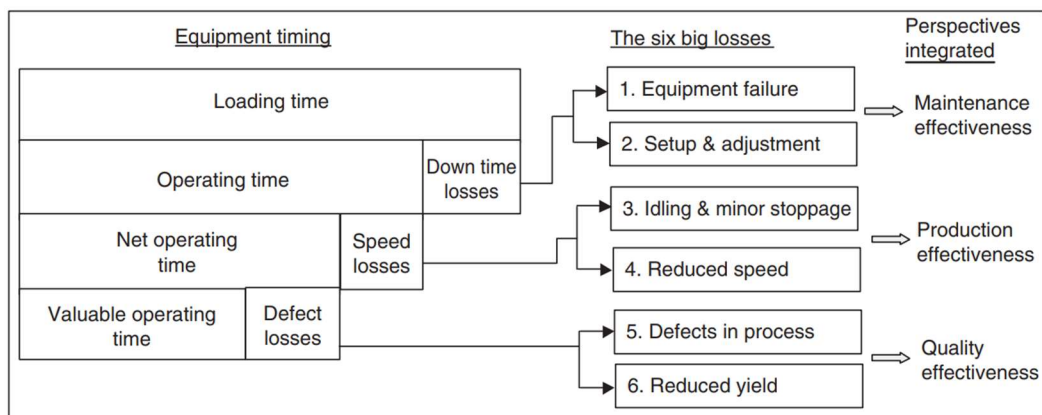 Equipment timing
The six big losses
Perspectives
integrated
Loading time
1. Equipment failure
Maintenance
effectiveness
2. Setup & adjustment
Operating time
Down time
losses
3. Idling & minor stoppage
Net operating
time
Speed
losses
Production
effectiveness
4. Reduced speed
Valuable operating
time
Defect
losses
5. Defects in process
Quality
effectiveness
6. Reduced yield